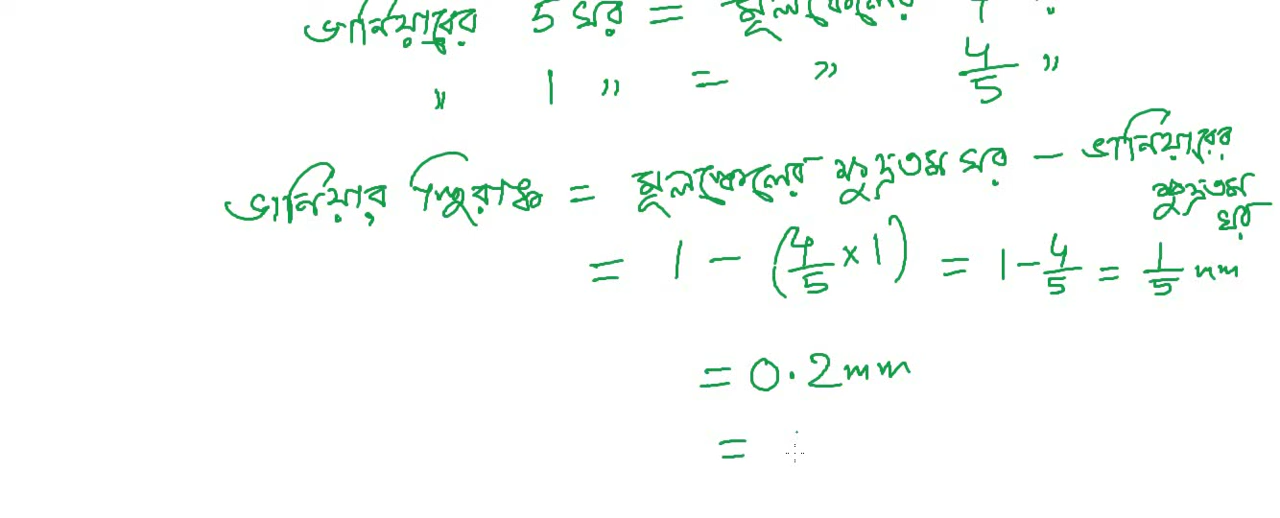 ভার্নিয়ারের 5 ঘর = মূলস্কেলের 4
" 1 " = " 4/5 "
ভার্নিয়ার স্থিরাঙ্ক = মূলস্কেলের ক্ষুদ্রতম ঘর – ভার্নিয়ারের ক্ষুদ্রতম ঘর
= 1 – (4/5 × 1) = 1 – 4/5 = 1/5 mm
= 0.2 mm
=